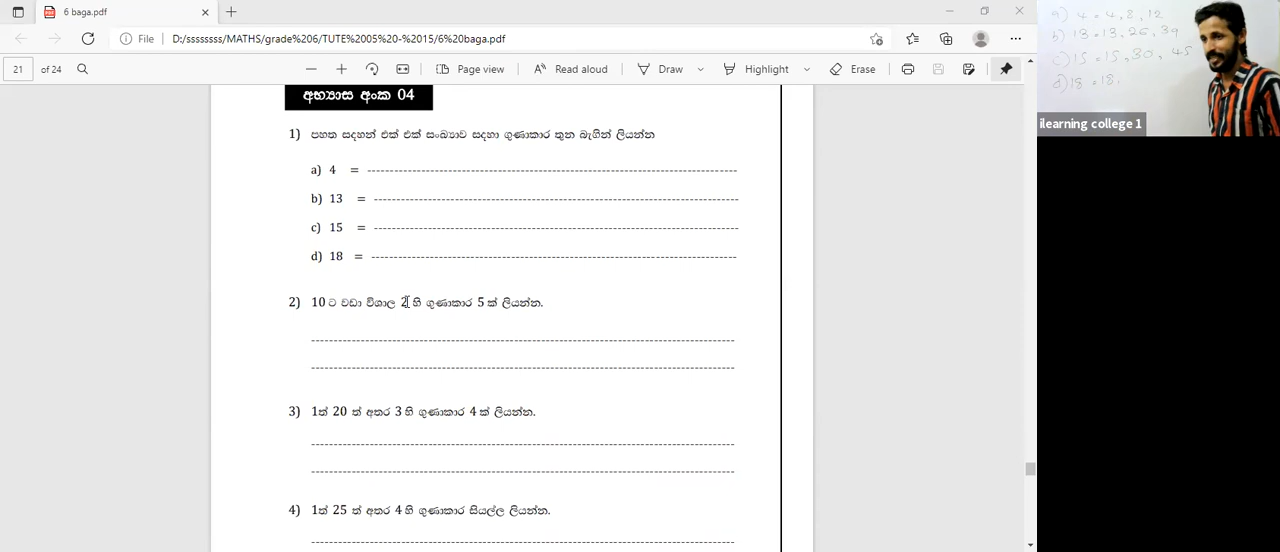 6 baga.pdf
File D:/ssssssss/MATHS/grade%206/TUTE%2005%20-%2015/6%20baga.pdf
21 of 24 Page view Read aloud Draw Highlight Erase
අභ්‍යාස අංක 04
1) පහත සඳහන් එක් එක් සංඛ්‍යාව සඳහා ගුණාකාර තුන බැගින් ලියන්න
a) 4 =
b) 13 =
c) 15 =
d) 18 =
2) 10 ට වඩා විශාල 2 හි ගුණාකාර 5 ක් ලියන්න.
3) 1ත් 20 ත් අතර 3 හි ගුණාකාර 4 ක් ලියන්න.
4) 1ත් 25 ත් අතර 4 හි ගුණාකාර සියල්ල ලියන්න.
a) 4 = 4, 8, 12
b) 13 = 13, 26, 39
c) 15 = 15, 30, 45
d) 18 = 18,
ilearning college 1